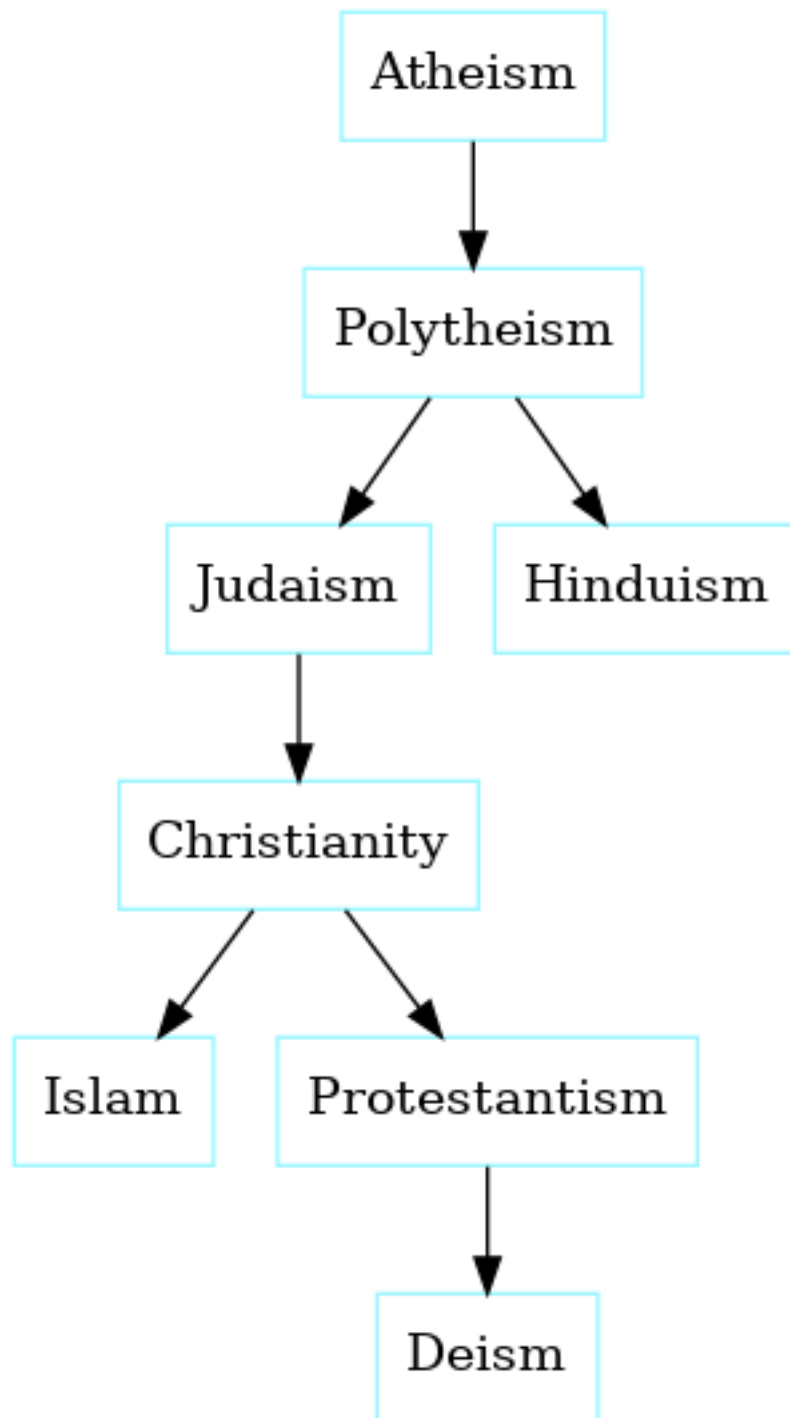 Atheism
Polytheism
Judaism
Hinduism
Christianity
Islam
Protestantism
Deism